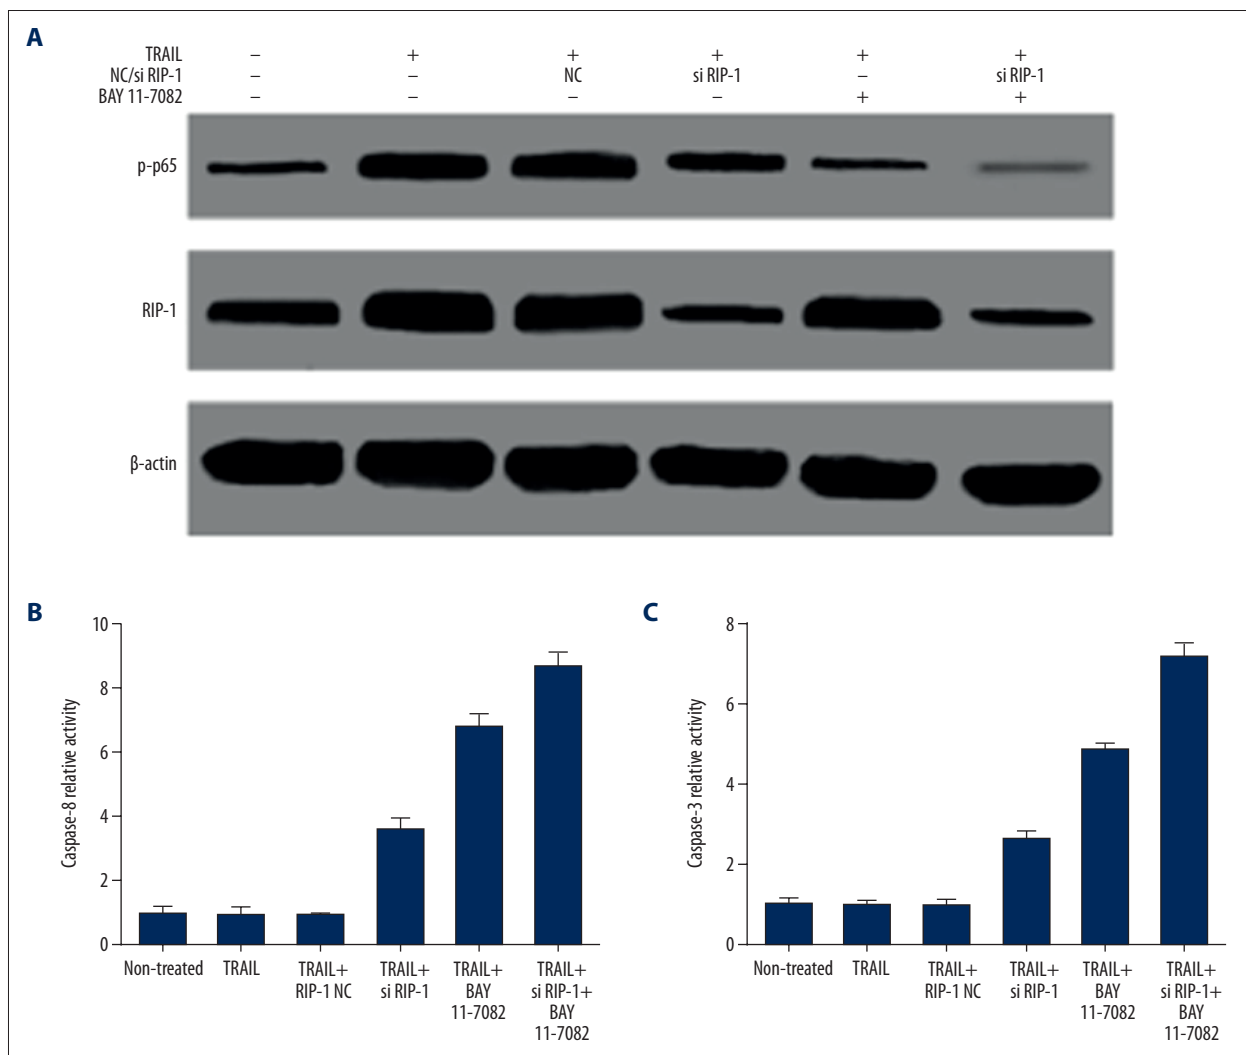 A
TRAIL – + + + + +
NC/si RIP-1 – – NC si RIP-1 – si RIP-1
BAY 11-7082 – – – – + +
p-p65
RIP-1
β-actin
B
10
8
6
4
2
0
Caspase-8 relative activity
Non-treated
TRAIL
TRAIL+
RIP-1 NC
TRAIL+
si RIP-1
TRAIL+
BAY
11-7082
TRAIL+
si RIP-1+
BAY
11-7082
C
8
6
4
2
0
Caspase-3 relative activity
Non-treated
TRAIL
TRAIL+
RIP-1 NC
TRAIL+
si RIP-1
TRAIL+
BAY
11-7082
TRAIL+
si RIP-1+
BAY
11-7082